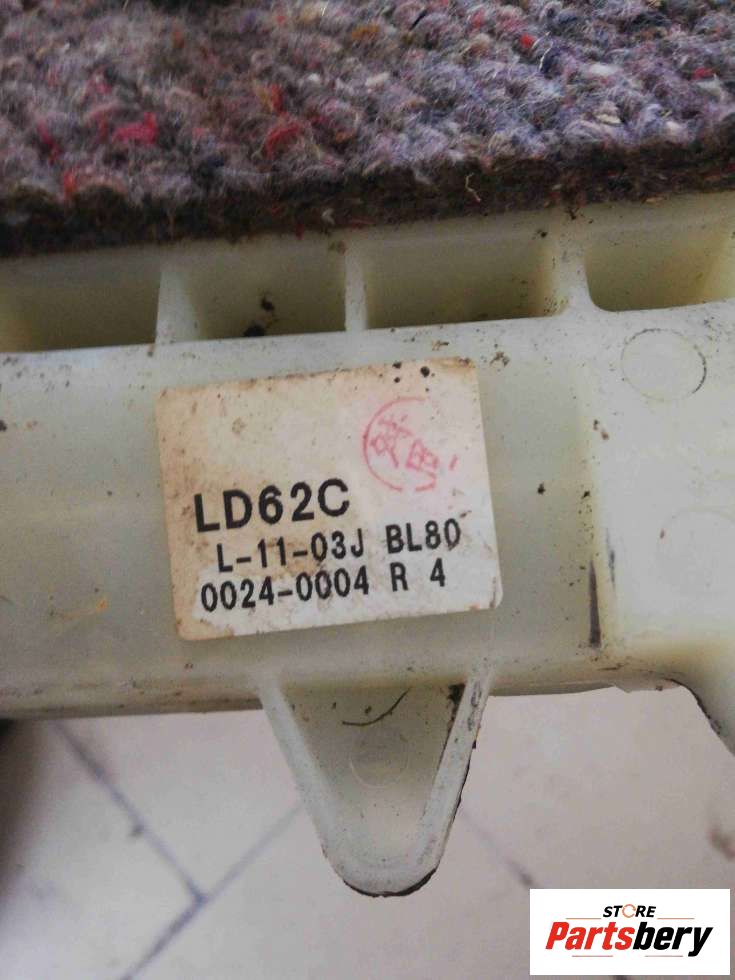 LD62C
L-11-03J BL80
0024-0004 R 4
STORE
Partsbery